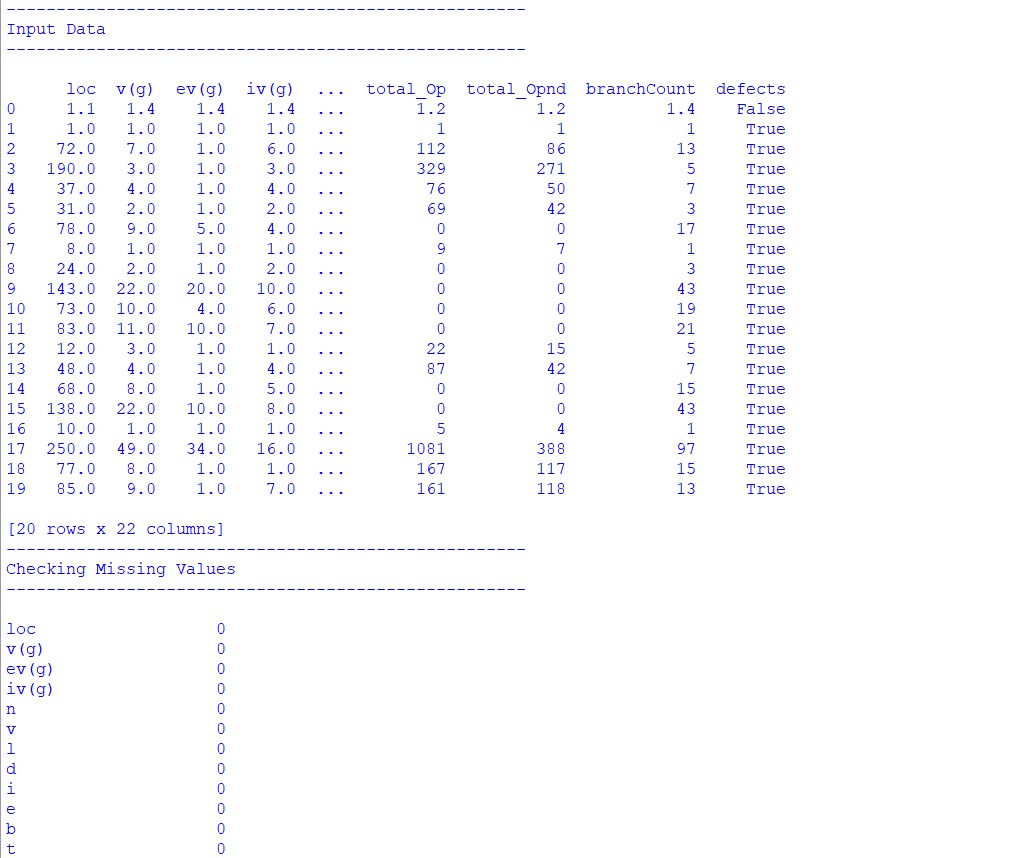 ----------------------------------------------------
Input Data
----------------------------------------------------
loc v(g) ev(g) iv(g) ... total_Op total_Opnd branchCount defects
0 1.1 1.4 1.4 1.4 ... 1.2 1.2 1.4 False
1 1.0 1.0 1.0 1.0 ... 1 1 1 True
2 72.0 7.0 1.0 6.0 ... 112 86 13 True
3 190.0 3.0 1.0 3.0 ... 329 271 5 True
4 37.0 4.0 1.0 4.0 ... 76 50 7 True
5 31.0 2.0 1.0 2.0 ... 69 42 3 True
6 78.0 9.0 5.0 4.0 ... 0 0 17 True
7 8.0 1.0 1.0 1.0 ... 9 7 1 True
8 24.0 2.0 1.0 2.0 ... 0 0 3 True
9 143.0 22.0 20.0 10.0 ... 0 0 43 True
10 73.0 10.0 4.0 6.0 ... 0 0 19 True
11 83.0 11.0 10.0 7.0 ... 0 0 21 True
12 12.0 3.0 1.0 1.0 ... 22 15 5 True
13 48.0 4.0 1.0 4.0 ... 87 42 7 True
14 68.0 8.0 1.0 5.0 ... 0 0 15 True
15 138.0 22.0 10.0 8.0 ... 0 0 43 True
16 10.0 1.0 1.0 1.0 ... 5 4 1 True
17 250.0 49.0 34.0 16.0 ... 1081 388 97 True
18 77.0 8.0 1.0 1.0 ... 167 117 15 True
19 85.0 9.0 1.0 7.0 ... 161 118 13 True
[20 rows x 22 columns]
----------------------------------------------------
Checking Missing Values
----------------------------------------------------
loc 0
v(g) 0
ev(g) 0
iv(g) 0
n 0
v 0
l 0
d 0
i 0
e 0
b 0
t 0